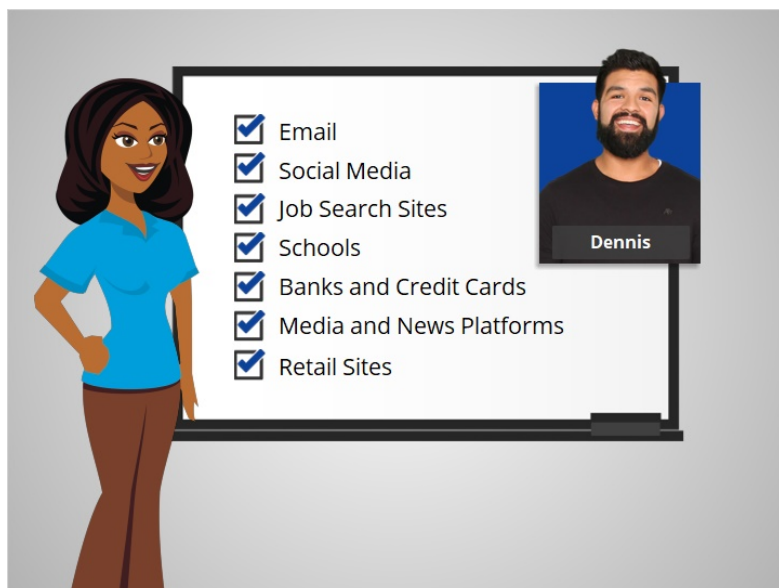 Email
Social Media
Job Search Sites
Schools
Banks and Credit Cards
Media and News Platforms
Retail Sites
Dennis